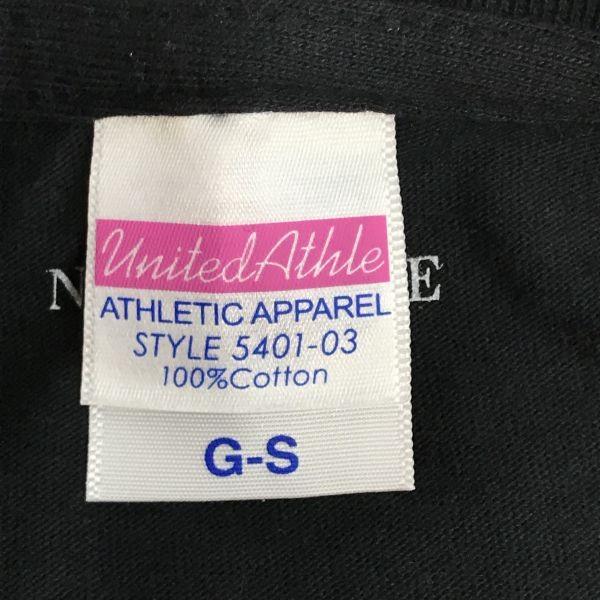 UnitedAthle
N E
ATHLETIC APPAREL
STYLE 5401-03
100%Cotton
G-S